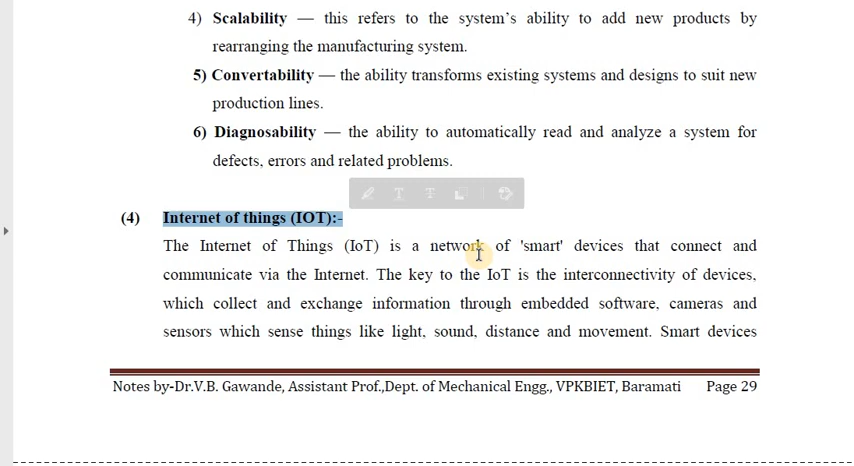 4) Scalability — this refers to the system's ability to add new products by
rearranging the manufacturing system.
5) Convertability — the ability transforms existing systems and designs to suit new
production lines.
6) Diagnosability — the ability to automatically read and analyze a system for
defects, errors and related problems.
(4) Internet of things (IOT):-
The Internet of Things (IoT) is a network of 'smart' devices that connect and
communicate via the Internet. The key to the IoT is the interconnectivity of devices,
which collect and exchange information through embedded software, cameras and
sensors which sense things like light, sound, distance and movement. Smart devices
Notes by-Dr.V.B. Gawande, Assistant Prof.,Dept. of Mechanical Engg., VPKBIET, Baramati Page 29